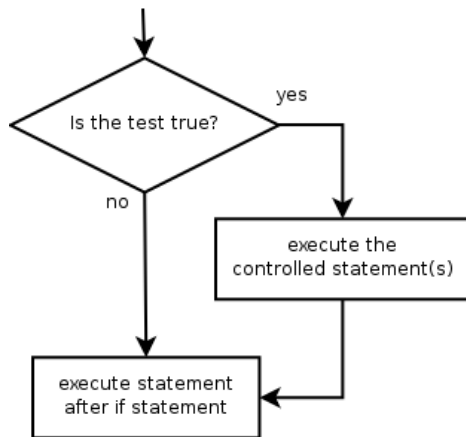 Is the test true?
yes
no
execute the
controlled statement(s)
execute statement
after if statement